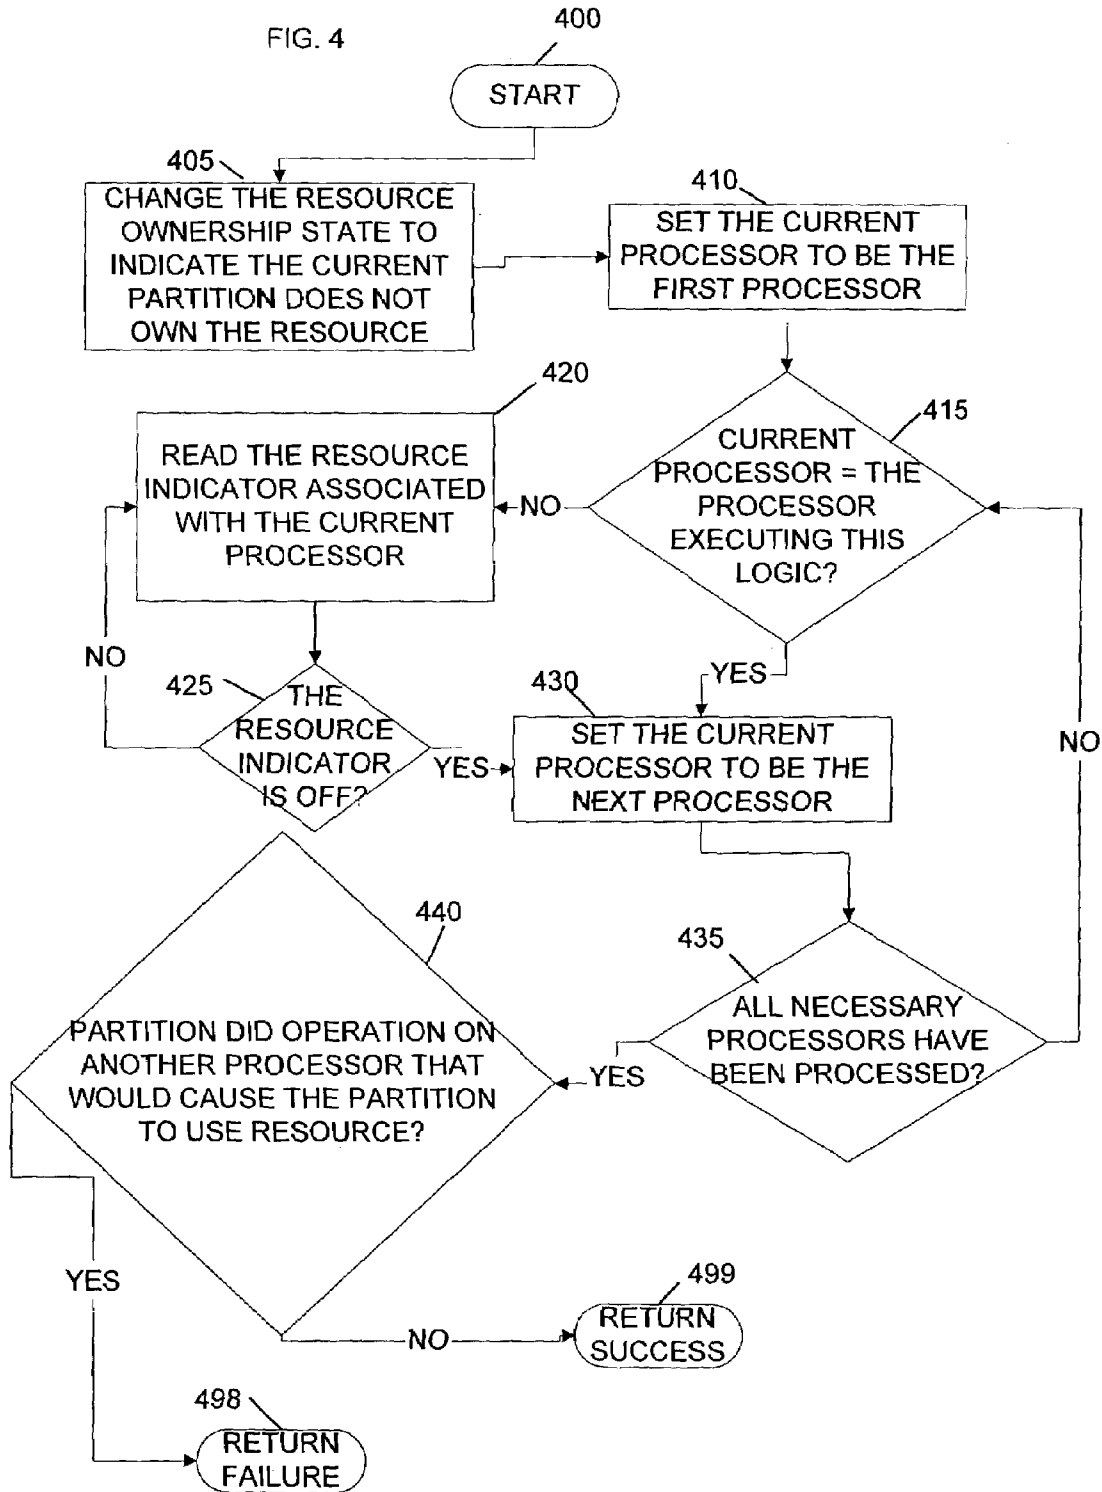 FIG. 4
400
START
405
CHANGE THE RESOURCE
OWNERSHIP STATE TO
INDICATE THE CURRENT
PARTITION DOES NOT
OWN THE RESOURCE
410
SET THE CURRENT
PROCESSOR TO BE THE
FIRST PROCESSOR
415
CURRENT
PROCESSOR = THE
PROCESSOR
EXECUTING THIS
LOGIC?
NO
YES
420
READ THE RESOURCE
INDICATOR ASSOCIATED
WITH THE CURRENT
PROCESSOR
425
THE
RESOURCE
INDICATOR
IS OFF?
NO
YES
430
SET THE CURRENT
PROCESSOR TO BE THE
NEXT PROCESSOR
435
ALL NECESSARY
PROCESSORS HAVE
BEEN PROCESSED?
NO
YES
440
PARTITION DID OPERATION ON
ANOTHER PROCESSOR THAT
WOULD CAUSE THE PARTITION
TO USE RESOURCE?
YES
NO
499
RETURN
SUCCESS
498
RETURN
FAILURE